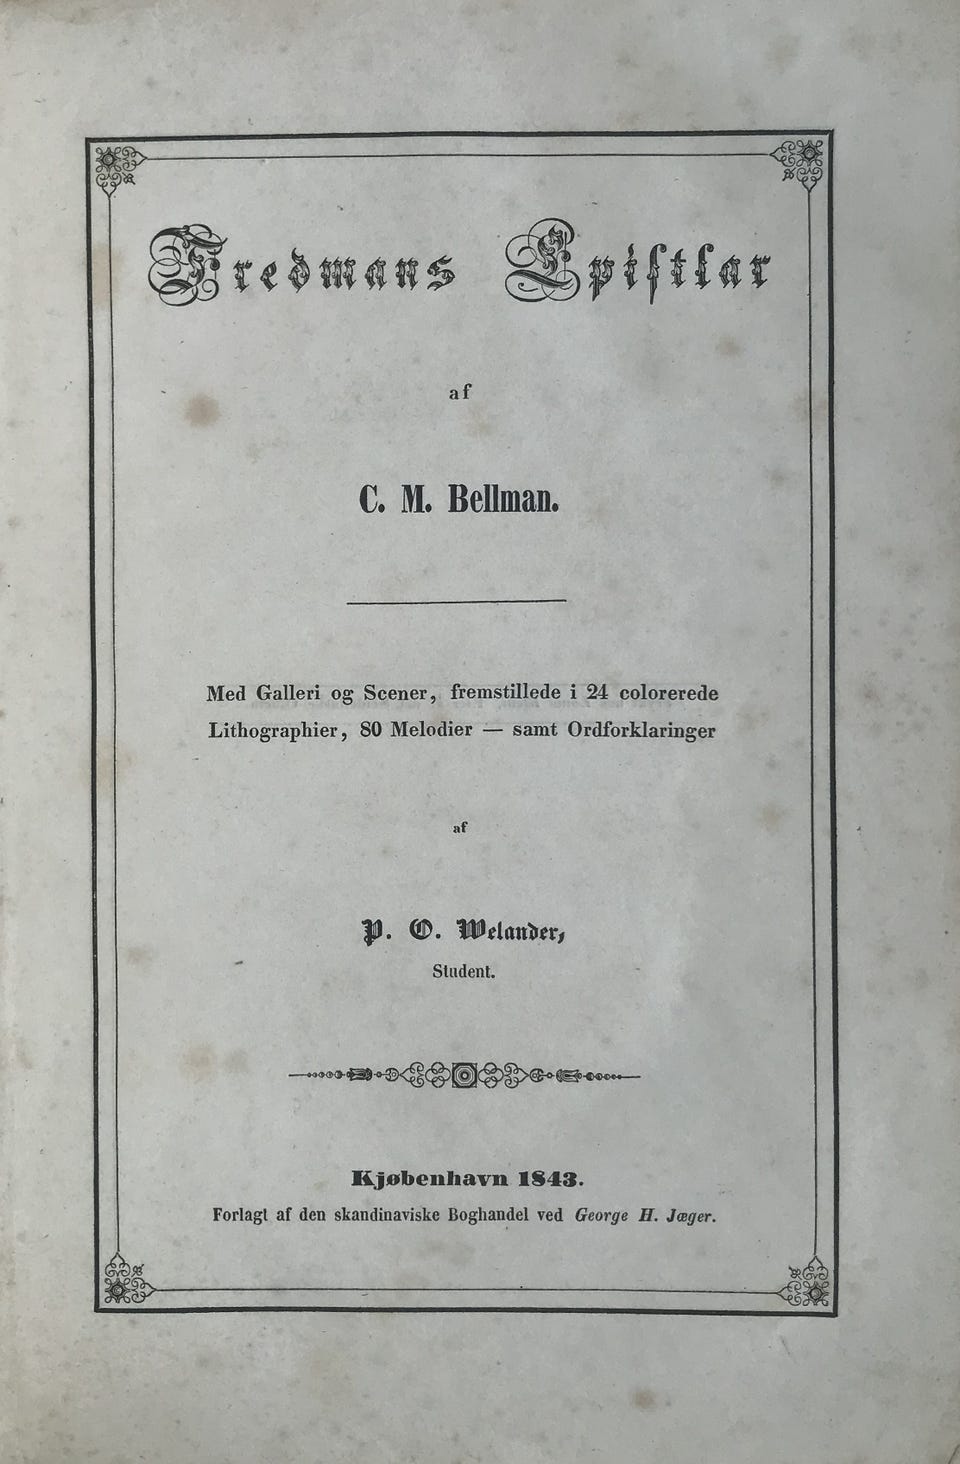 Fredmans Epistlar
af
C. M. Bellman.
Med Galleri og Scener, fremstillede i 24 colorerede
Lithographier, 80 Melodier — samt Ordforklaringer
af
P. O. Welander,
Student.
Kjøbenhavn 1843.
Forlagt af den skandinaviske Boghandel ved George H. Jæger.